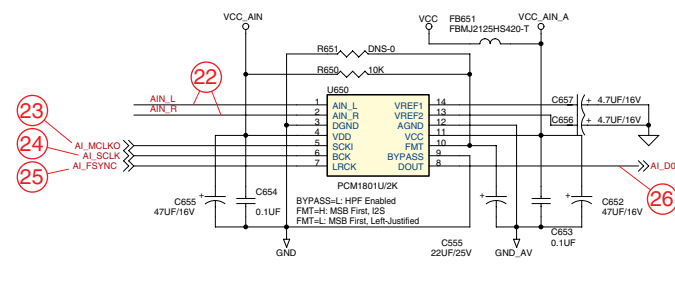 VCC_AIN VCC FB651 VCC_AIN_A
FBMJ2125HS420-T
R651 DNS-0
R650 10K
22
U650
AIN_L 1 AIN_L VREF1 14 C657 + 4.7UF/16V
AIN_R 2 AIN_R VREF2 13
23 3 DGND AGND 12 C656 + 4.7UF/16V
4 VDD VCC 11
AI_MCLKO 5 SCKI FMT 10
24 AI_SCLK 6 BCK BYPASS 9
AI_FSYNC 7 LRCK DOUT 8 AI_D0
25
PCM1801U/2K
26
C655 + C654 BYPASS=L: HPF Enabled + + C652
47UF/16V 0.1UF FMT=H: MSB First, I2S 47UF/16V
FMT=L: MSB First, Left-Justified
C653
C555 0.1UF
22UF/25V
GND GND_AV